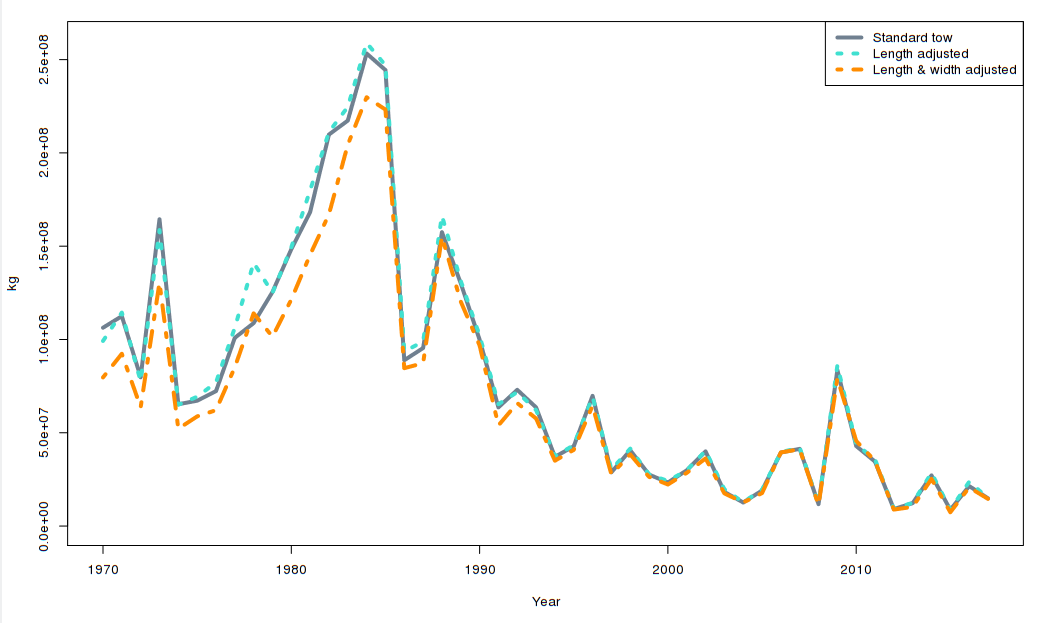 Standard tow
Length adjusted
Length & width adjusted
2.5e+08
2.0e+08
1.5e+08
1.0e+08
5.0e+07
0.0e+00
kg
1970 1980 1990 2000 2010
Year